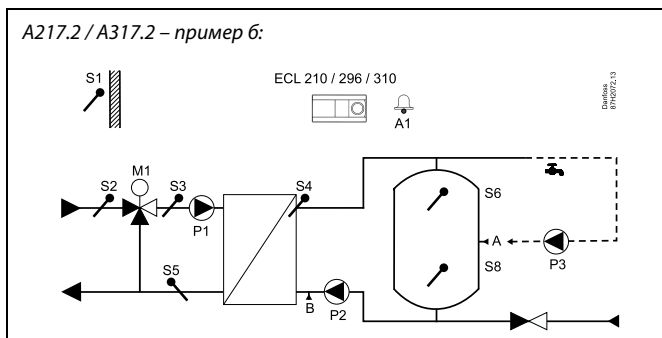 A217.2 / A317.2 – пример б:
S1
ECL 210 / 296 / 310
A1
Danfoss
87H2072.13
M1
S2
S3
S4
P1
S6
A
P3
S8
S5
B
P2